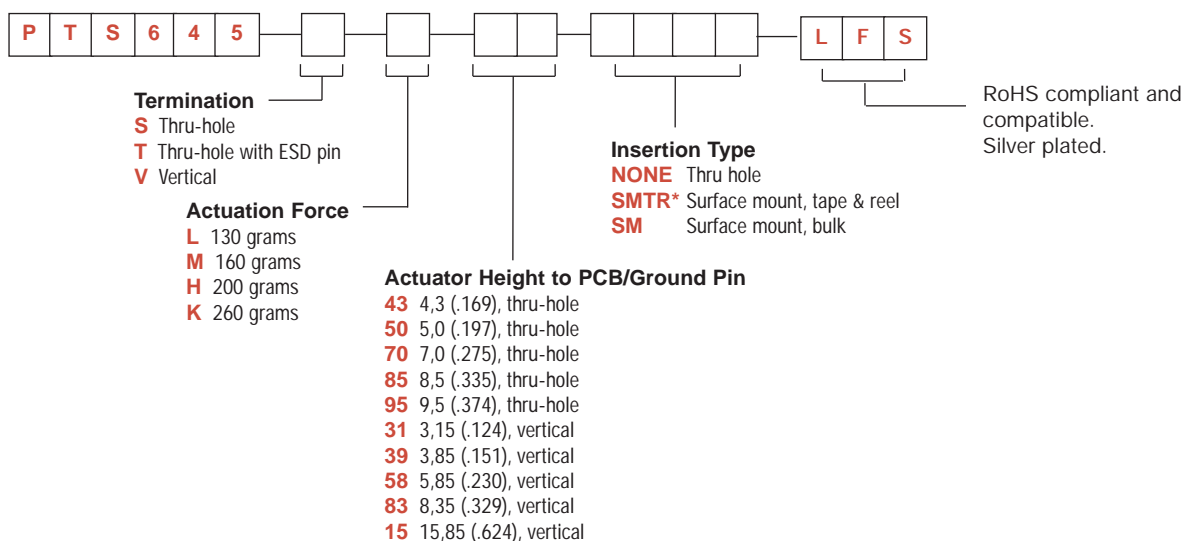 P T S 6 4 5 L F S
Termination
S Thru-hole
T Thru-hole with ESD pin
V Vertical
Actuation Force
L 130 grams
M 160 grams
H 200 grams
K 260 grams
Actuator Height to PCB/Ground Pin
43 4,3 (.169), thru-hole
50 5,0 (.197), thru-hole
70 7,0 (.275), thru-hole
85 8,5 (.335), thru-hole
95 9,5 (.374), thru-hole
31 3,15 (.124), vertical
39 3,85 (.151), vertical
58 5,85 (.230), vertical
83 8,35 (.329), vertical
15 15,85 (.624), vertical
Insertion Type
NONE Thru hole
SMTR* Surface mount, tape & reel
SM Surface mount, bulk
RoHS compliant and
compatible.
Silver plated.